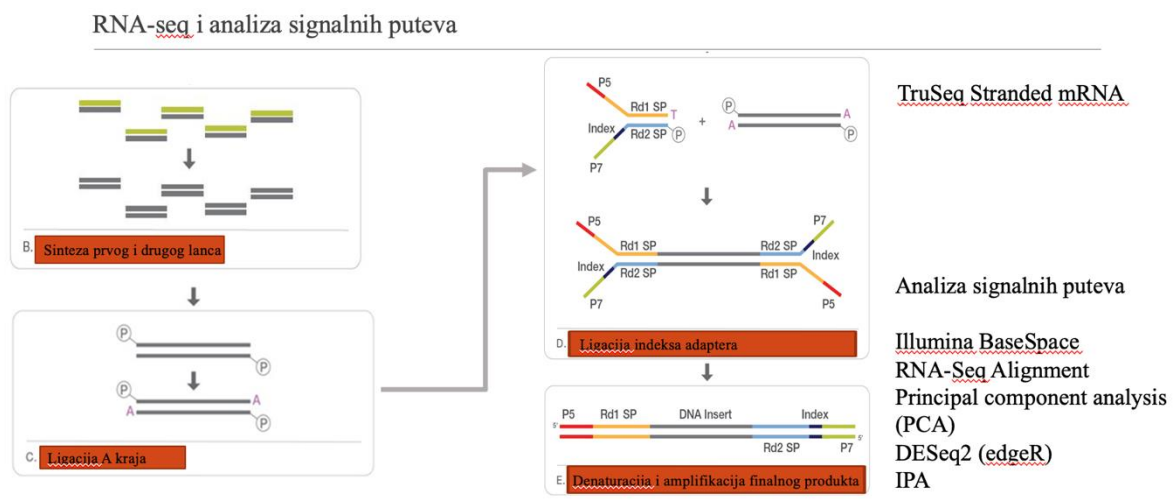 RNA-seq i analiza signalnih puteva
B. Sinteza prvog i drugog lanca
P
P
P
A
A
P
C. Ligacija A kraja
P5
Rd1 SP T
Index
Rd2 SP P
P7
+
P
A
A
P
P5
P7
Rd1 SP
Rd2 SP
Index
Index
Rd2 SP
Rd1 SP
P7
P5
D. Ligacija indeksa adaptera
P5 Rd1 SP DNA Insert Index
5'
5'
Rd2 SP P7
E. Denaturacija i amplifikacija finalnog produkta
TruSeq Stranded mRNA
Analiza signalnih puteva
Illumina BaseSpace
RNA-Seq Alignment
Principal component analysis
(PCA)
DESeq2 (edgeR)
IPA